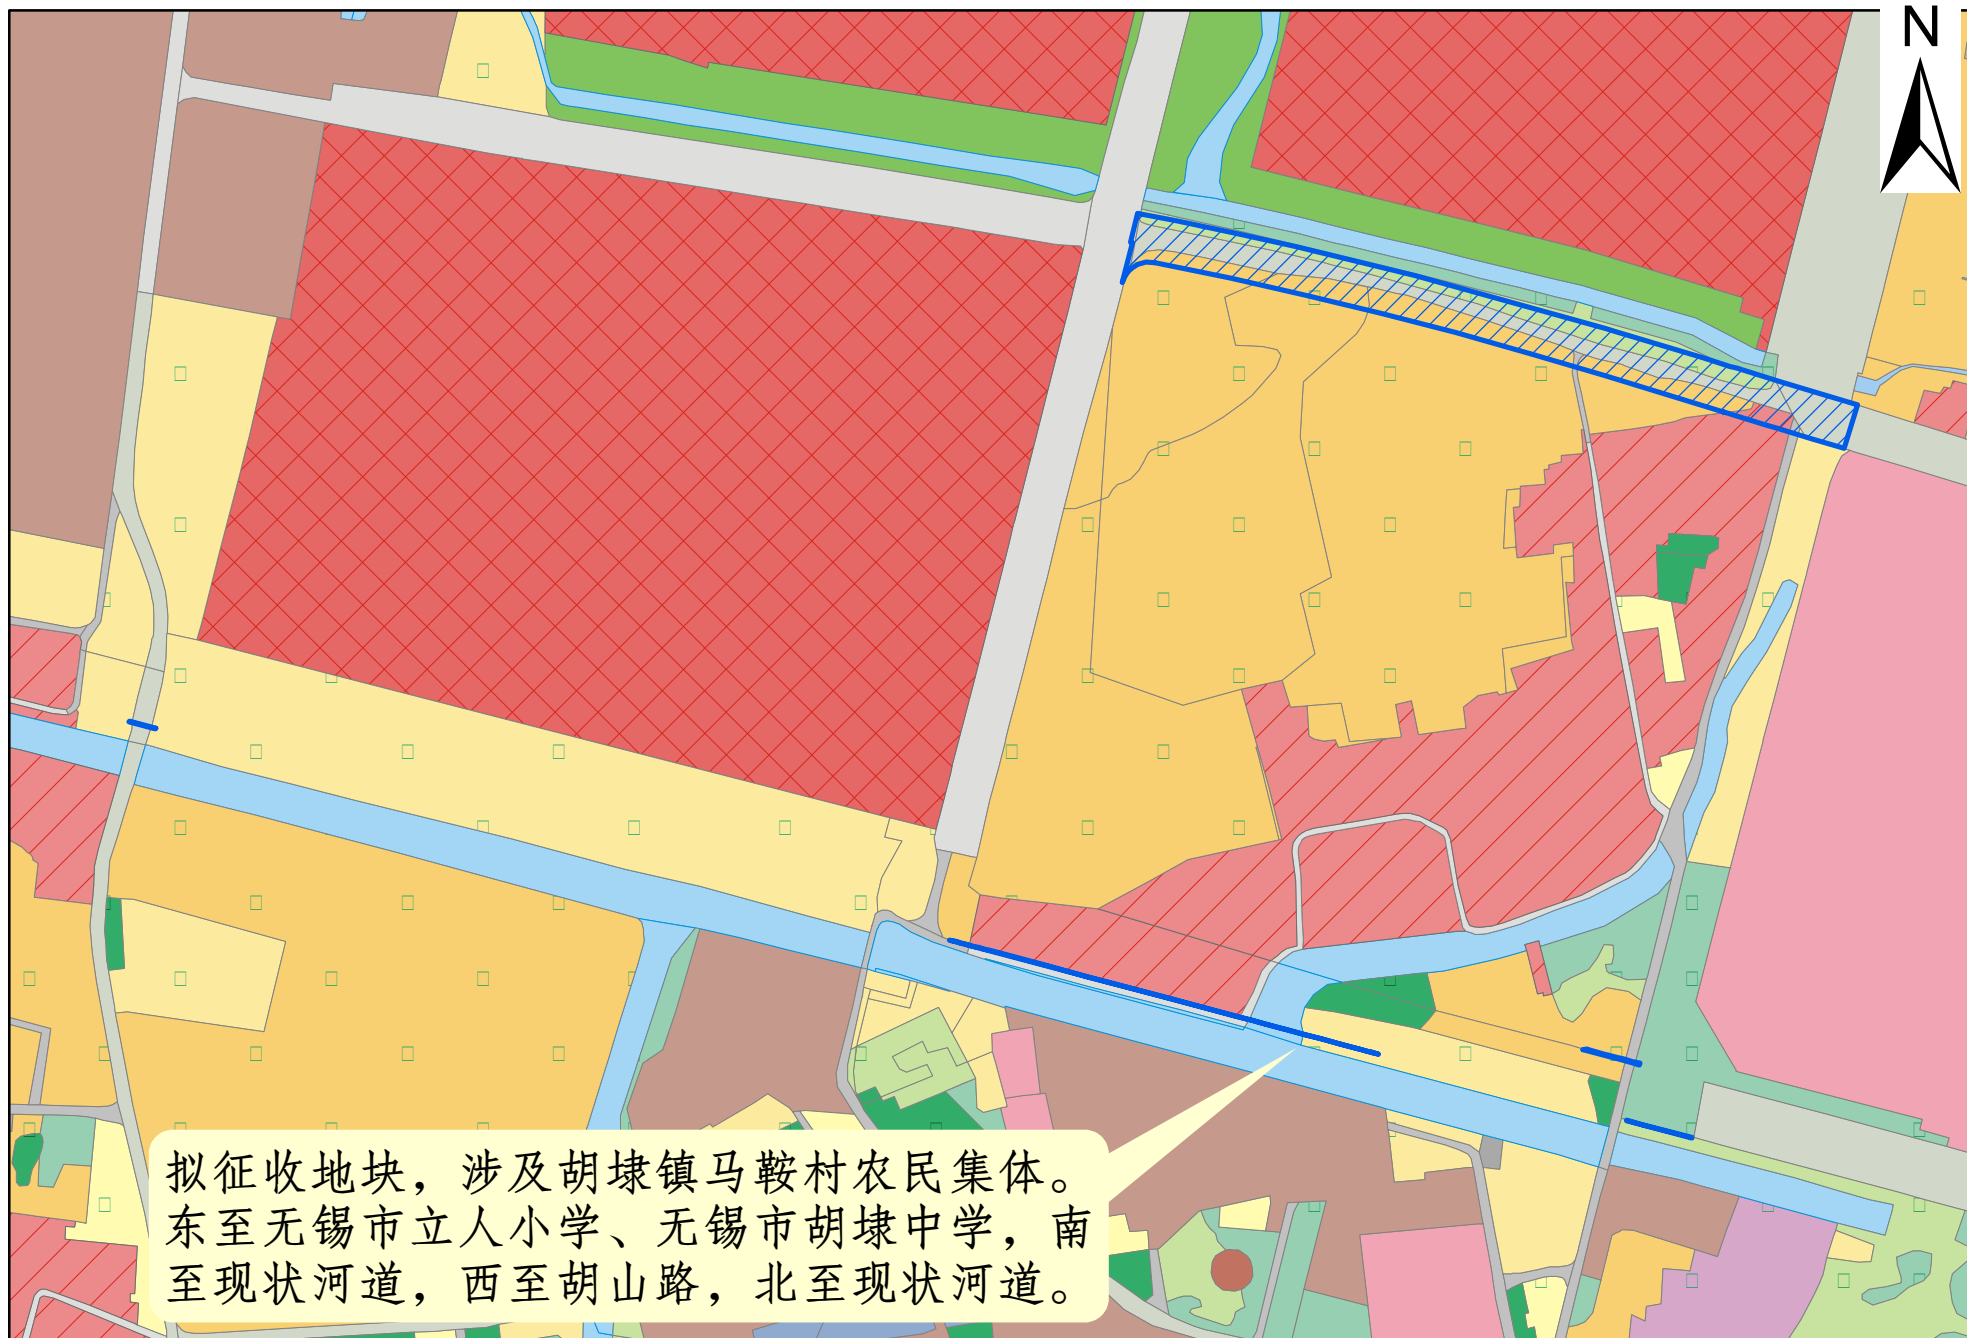 N
拟征收地块，涉及胡埭镇马鞍村农民集体。
东至无锡市立人小学、无锡市胡埭中学，南
至现状河道，西至胡山路，北至现状河道。